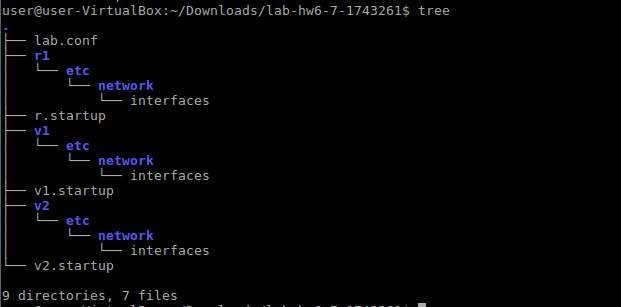 user@user-VirtualBox:~/Downloads/lab-hw6-7-1743261$ tree
.
├── lab.conf
├── r1
│   └── etc
│       └── network
│           └── interfaces
├── r.startup
├── v1
│   └── etc
│       └── network
│           └── interfaces
├── v1.startup
├── v2
│   └── etc
│       └── network
│           └── interfaces
└── v2.startup
9 directories, 7 files